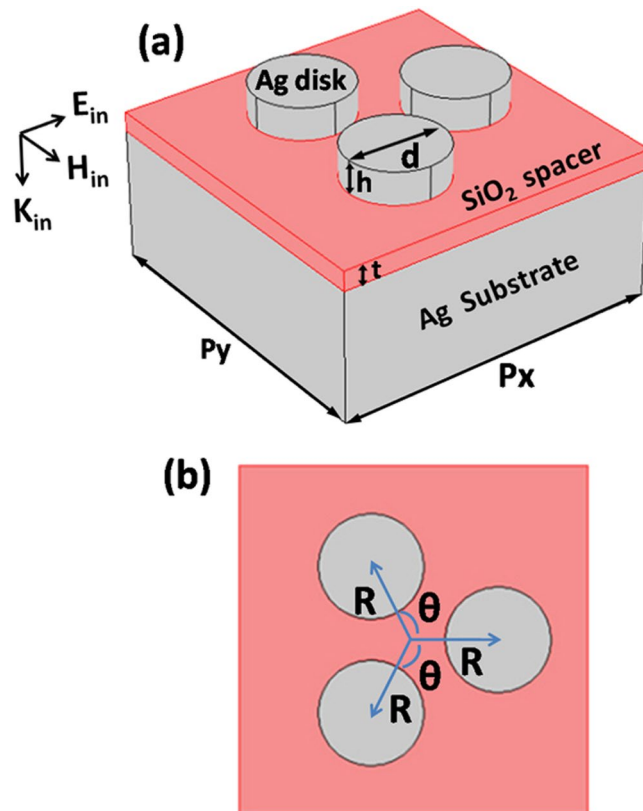 (a)
Ag disk
E_in
H_in
K_in
d
h
SiO₂ spacer
t
Ag Substrate
Py
Px
(b)
R
θ
R
θ
R